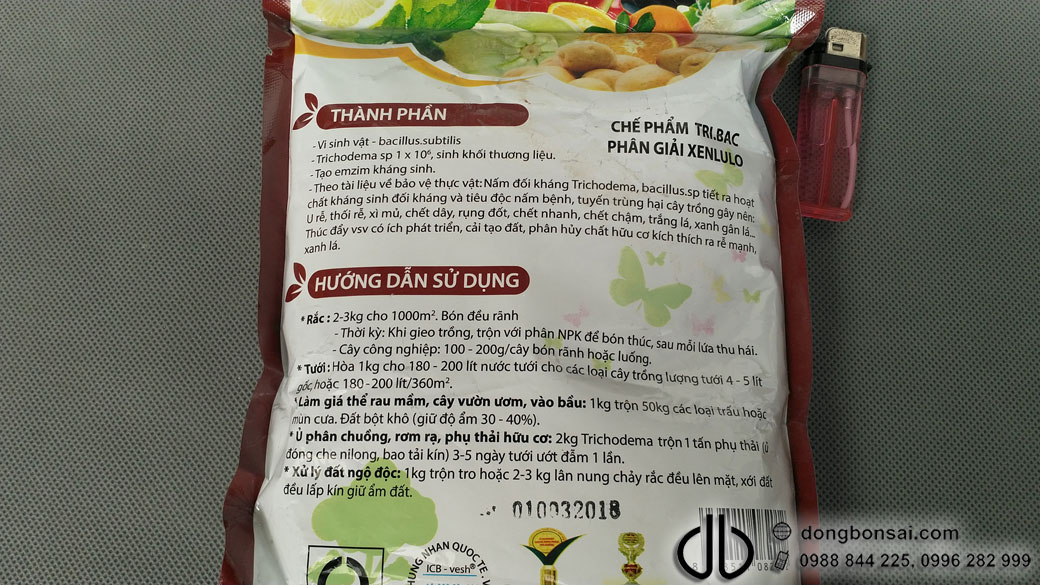 THÀNH PHẦN
CHẾ PHẨM TRI.BAC
PHÂN GIẢI XENLULO
- Vi sinh vật - bacillus.subtilis
- Trichodema sp 1 x 10⁶, sinh khối thương liệu.
- Tạo emzim kháng sinh.
- Theo tài liệu về bảo vệ thực vật: Nấm đối kháng Trichodema, bacillus.sp tiết ra hoạt
chất kháng sinh đối kháng và tiêu độc nấm bệnh, tuyến trùng hại cây trồng gây nên:
U rễ, thối rễ, xì mủ, chết dây, rụng đốt, chết nhanh, chết chậm, trắng lá, xanh gân lá...
Thúc đẩy vsv có ích phát triển, cải tạo đất, phân hủy chất hữu cơ kích thích ra rễ mạnh,
xanh lá.
HƯỚNG DẪN SỬ DỤNG
* Rắc : 2-3kg cho 1000m². Bón đều rãnh
- Thời kỳ: Khi gieo trồng, trộn với phân NPK để bón thúc, sau mỗi lứa thu hái.
- Cây công nghiệp: 100 - 200g/cây bón rãnh hoặc luống.
* Tưới : Hòa 1kg cho 180 - 200 lít nước tưới cho các loại cây trồng lượng tưới 4 - 5 lít
gốc, hoặc 180 - 200 lít/360m².
* Làm giá thể rau mầm, cây vườn ươm, vào bầu: 1kg trộn 50kg các loại trấu hoặc
mùn cưa. Đất bột khô (giữ độ ẩm 30 - 40%).
* Ủ phân chuồng, rơm rạ, phụ thải hữu cơ: 2kg Trichodema trộn 1 tấn phụ thải (ủ
đóng che nilong, bao tải kín) 3-5 ngày tưới ướt đẫm 1 lần.
* Xử lý đất ngộ độc: 1kg trộn tro hoặc 2-3 kg lân nung chảy rắc đều lên mặt, xới đất
đều lấp kín giữ ẩm đất.
010932018
NHAN QUOC TE
ICB - vesh®
dongbonsai.com
0988 844 225, 0996 282 999